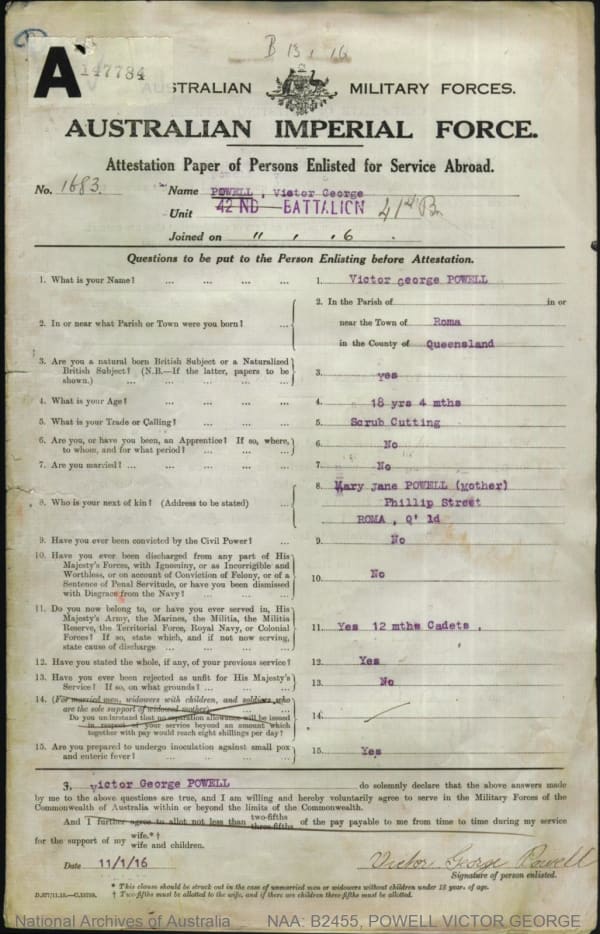 B 13 , 16
A 147784
AUSTRALIAN MILITARY FORCES.
AUSTRALIAN IMPERIAL FORCE.
Attestation Paper of Persons Enlisted for Service Abroad.
No. 1683. Name POWELL , Victor George
Unit 42 ND BATTALION 41st Bn
Joined on 11 . 1 . 16 .
Questions to be put to the Person Enlisting before Attestation.
1. What is your Name? ... ... ... ... 1. Victor George POWELL
2. In or near what Parish or Town were you born? ... 2. In the Parish of in or
near the Town of Roma
in the County of Queensland
3. Are you a natural born British Subject or a Naturalized
British Subject? (N.B.—If the latter, papers to be
shown.) ... ... ... ... ... 3. yes
4. What is your Age? ... ... ... ... 4. 18 yrs 4 mths
5. What is your Trade or Calling? ... ... ... 5. Scrub Cutting
6. Are you, or have you been, an Apprentice? If so, where,
to whom, and for what period? ... ... ... 6. No
7. Are you married? ... ... ... ... ... 7. No
8. Who is your next of kin? (Address to be stated) ... 8. Mary Jane POWELL (Mother)
Phillip Street
ROMA , Q'ld
9. Have you ever been convicted by the Civil Power? ... 9. No
10. Have you ever been discharged from any part of His
Majesty's Forces, with Ignominy, or as Incorrigible and
Worthless, or on account of Conviction of Felony, or of a
Sentence of Penal Servitude, or have you been dismissed
with Disgrace from the Navy? ... ... ... 10. No
11. Do you now belong to, or have you ever served in, His
Majesty's Army, the Marines, the Militia, the Militia
Reserve, the Territorial Force, Royal Navy, or Colonial
Forces? If so, state which, and if not now serving,
state cause of discharge ... ... ... ... 11. Yes 12 mths Cadets .
12. Have you stated the whole, if any, of your previous service? 12. Yes
13. Have you ever been rejected as unfit for His Majesty's
Service? If so, on what grounds? ... ... ... 13. No
14. (For married men, widowers with children, and soldiers who
are the sole support of widowed mother) ... ...
Do you understand that no separation allowance will be issued
in respect of your service beyond an amount which
together with pay would reach eight shillings per day? 14.
15. Are you prepared to undergo inoculation against small pox
and enteric fever? ... ... ... ... 15. Yes
I, Victor George POWELL do solemnly declare that the above answers made
by me to the above questions are true, and I am willing and hereby voluntarily agree to serve in the Military Forces of the
Commonwealth of Australia within or beyond the limits of the Commonwealth.
And I further agree to allot not less than two-fifths three-fifths of the pay payable to me from time to time during my service
for the support of my wife.*† wife and children.
Date 11/1/16 Victor George Powell
Signature of person enlisted.
* This clause should be struck out in the case of unmarried men or widowers without children under 18 years of age.
† Two-fifths must be allotted to the wife, and if there are children three-fifths must be allotted.
National Archives of Australia NAA: B2455, POWELL VICTOR GEORGE